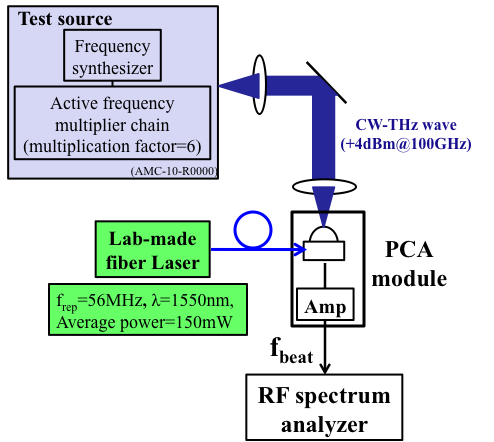 Test source
Frequency
synthesizer
Active frequency
multiplier chain
(multiplication factor=6)
(AMC-10-R0000)
CW-THz wave
(+4dBm@100GHz)
Lab-made
fiber Laser
PCA
module
frep=56MHz, λ=1550nm,
Average power=150mW
Amp
fbeat
RF spectrum
analyzer